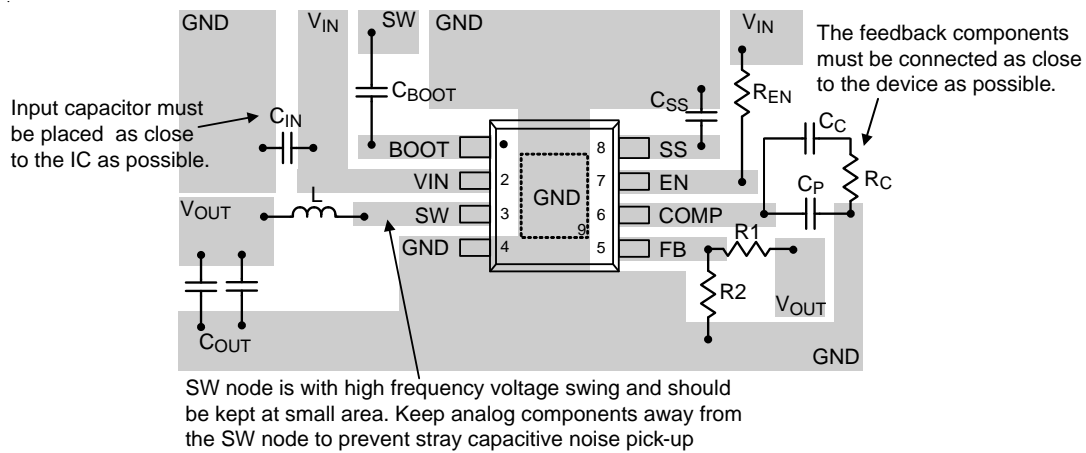 GND
VIN
SW
GND
VIN
The feedback components
must be connected as close
to the device as possible.
Input capacitor must
be placed as close
to the IC as possible.
CIN
CBOOT
CSS
REN
CC
RC
CP
BOOT
8
SS
VIN
2
GND
7
EN
VOUT
L
SW
3
6
COMP
GND
4
9
5
FB
R1
R2
VOUT
COUT
GND
SW node is with high frequency voltage swing and should
be kept at small area. Keep analog components away from
the SW node to prevent stray capacitive noise pick-up